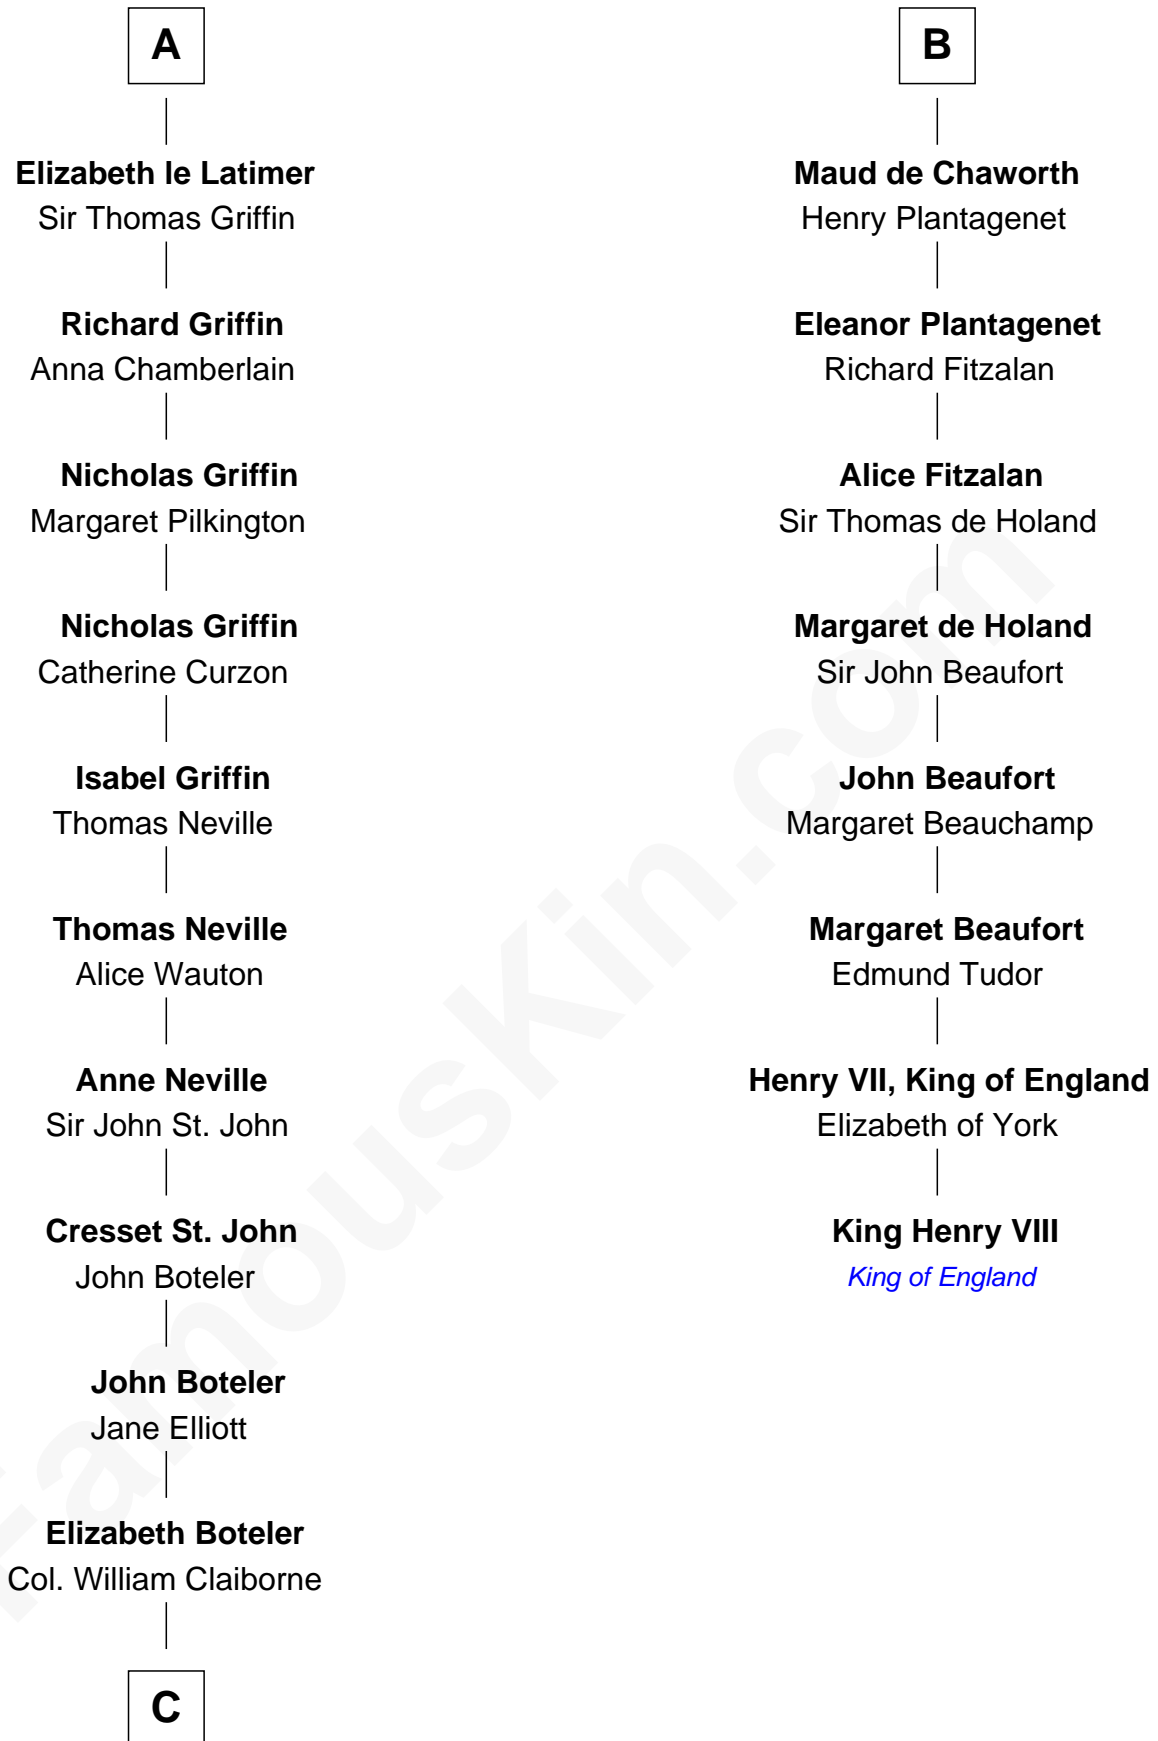 A
Elizabeth le Latimer
Sir Thomas Griffin
Richard Griffin
Anna Chamberlain
Nicholas Griffin
Margaret Pilkington
Nicholas Griffin
Catherine Curzon
Isabel Griffin
Thomas Neville
Thomas Neville
Alice Wauton
Anne Neville
Sir John St. John
Cresset St. John
John Boteler
John Boteler
Jane Elliott
Elizabeth Boteler
Col. William Claiborne
C
B
Maud de Chaworth
Henry Plantagenet
Eleanor Plantagenet
Richard Fitzalan
Alice Fitzalan
Sir Thomas de Holand
Margaret de Holand
Sir John Beaufort
John Beaufort
Margaret Beauchamp
Margaret Beaufort
Edmund Tudor
Henry VII, King of England
Elizabeth of York
King Henry VIII
King of England
FamousKin.com